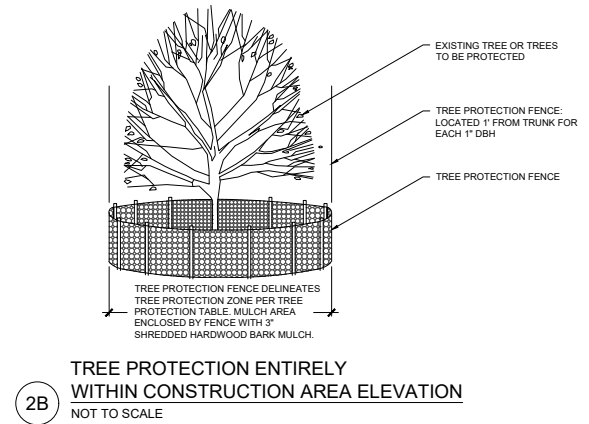 EXISTING TREE OR TREES
TO BE PROTECTED
TREE PROTECTION FENCE:
LOCATED 1' FROM TRUNK FOR
EACH 1" DBH
TREE PROTECTION FENCE
TREE PROTECTION FENCE DELINEATES
TREE PROTECTION ZONE PER TREE
PROTECTION TABLE. MULCH AREA
ENCLOSED BY FENCE WITH 3"
SHREDDED HARDWOOD BARK MULCH.
2B
TREE PROTECTION ENTIRELY
WITHIN CONSTRUCTION AREA ELEVATION
NOT TO SCALE